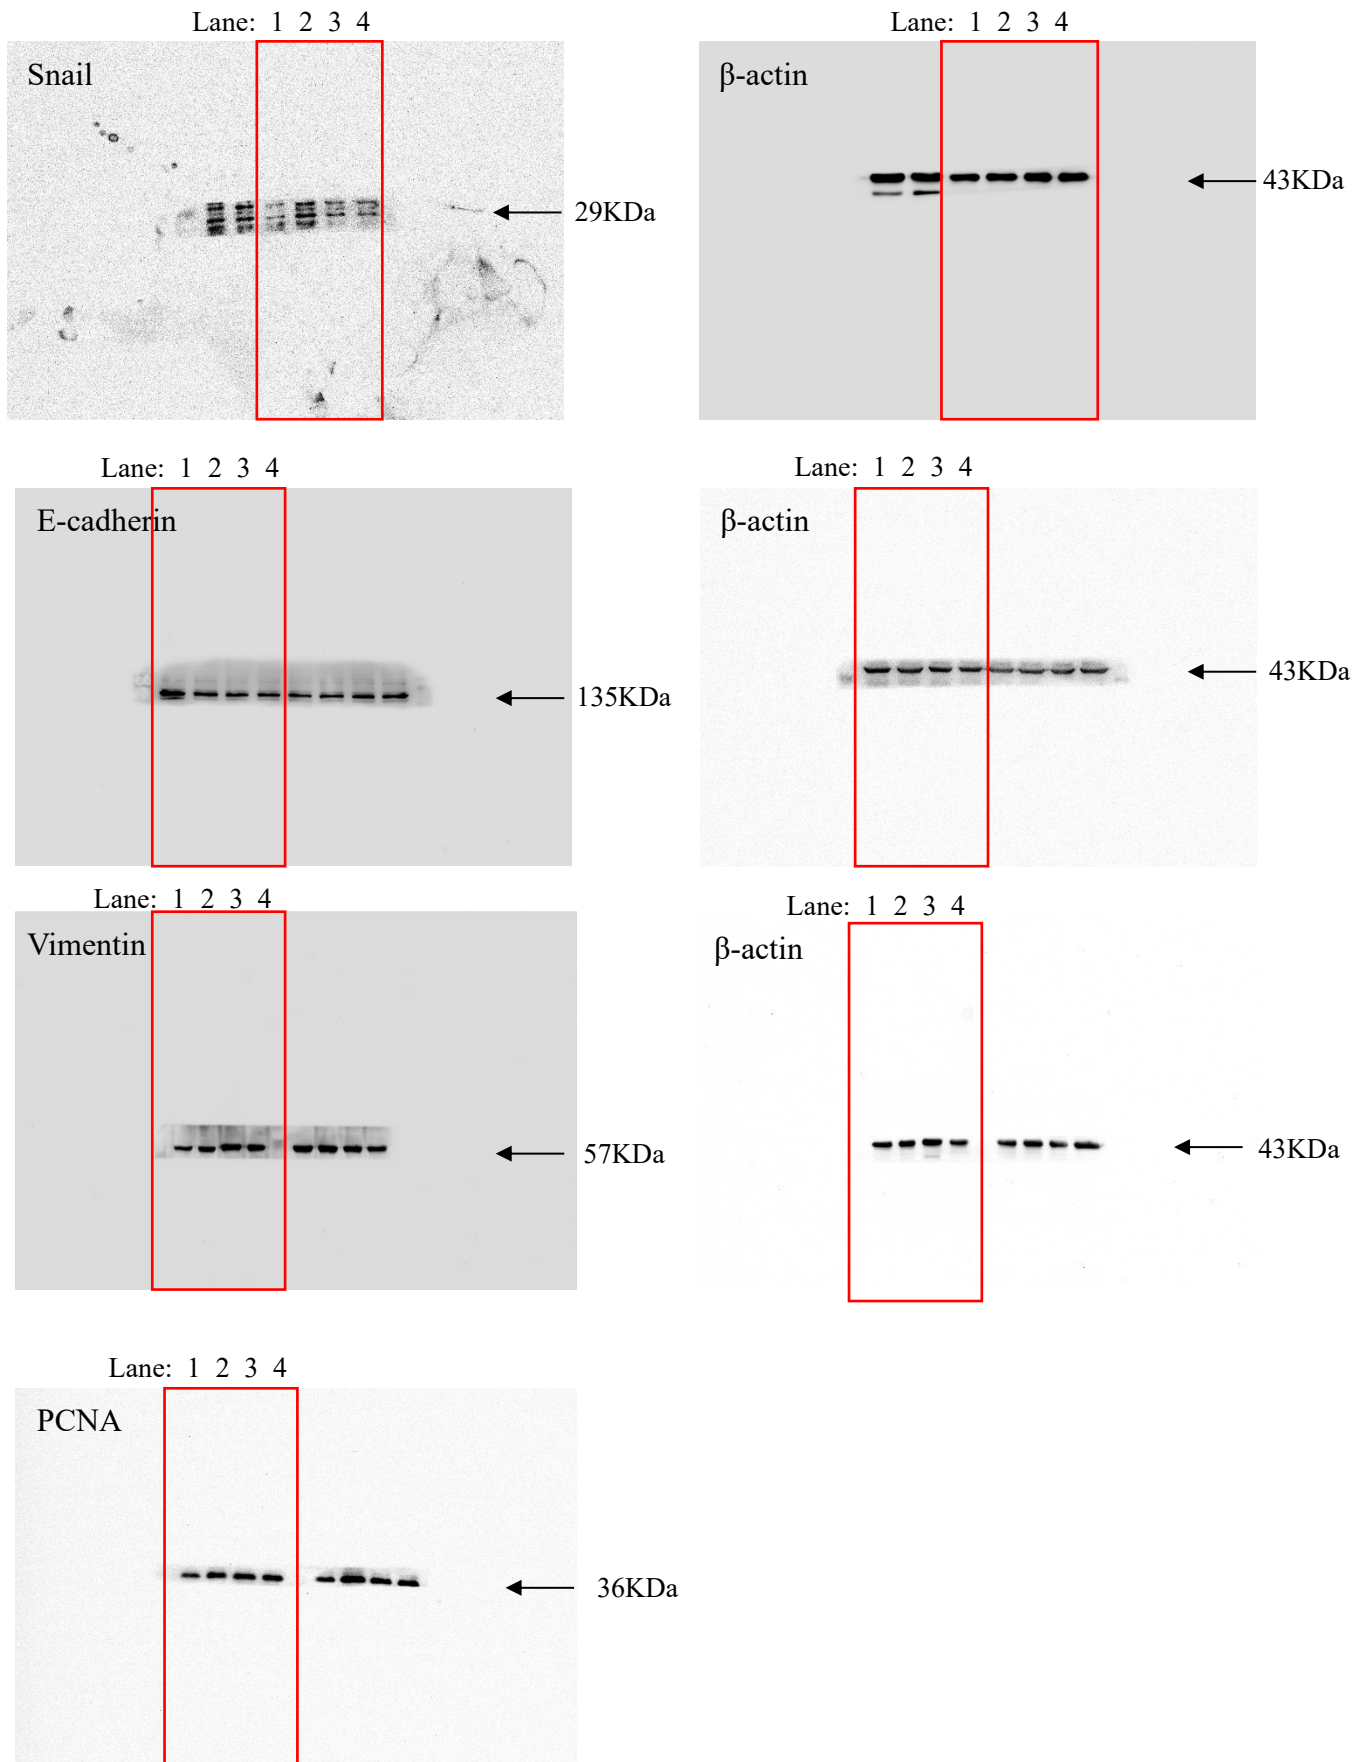 Lane: 1 2 3 4
Snail
29KDa
Lane: 1 2 3 4
β-actin
43KDa
Lane: 1 2 3 4
E-cadherin
135KDa
Lane: 1 2 3 4
β-actin
43KDa
Lane: 1 2 3 4
Vimentin
57KDa
Lane: 1 2 3 4
β-actin
43KDa
Lane: 1 2 3 4
PCNA
36KDa